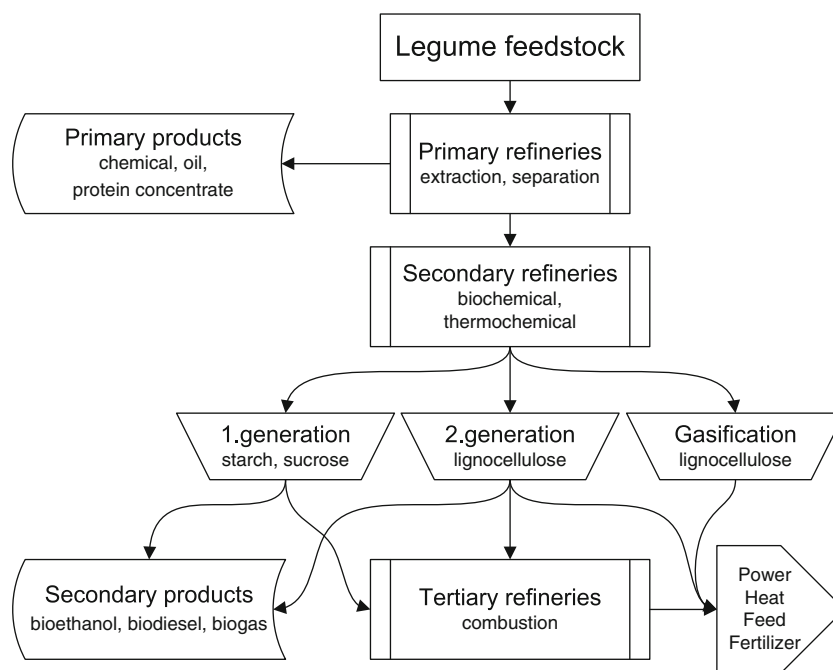 Legume feedstock
Primary products
chemical, oil,
protein concentrate
Primary refineries
extraction, separation
Secondary refineries
biochemical,
thermochemical
1.generation
starch, sucrose
2.generation
lignocellulose
Gasification
lignocellulose
Secondary products
bioethanol, biodiesel, biogas
Tertiary refineries
combustion
Power
Heat
Feed
Fertilizer